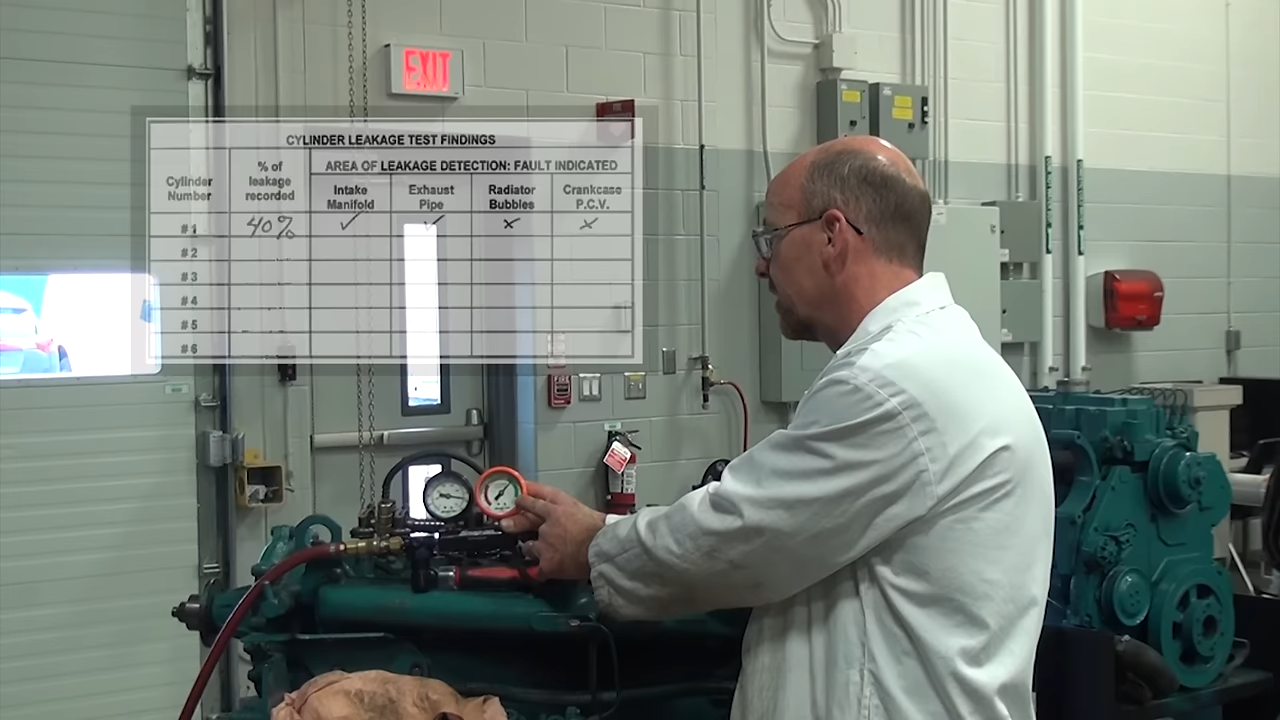 EXIT
CYLINDER LEAKAGE TEST FINDINGS
Cylinder Number
% of leakage recorded
AREA OF LEAKAGE DETECTION: FAULT INDICATED
Intake Manifold
Exhaust Pipe
Radiator Bubbles
Crankcase P.C.V.
# 1 40% ✓ ✓ × ×
# 2
# 3
# 4
# 5
# 6